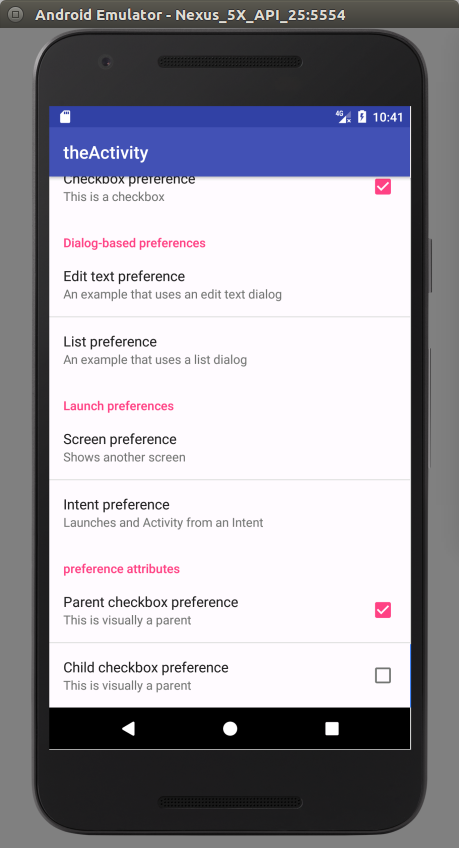 Android Emulator - Nexus_5X_API_25:5554
4G 10:41
theActivity
Checkbox preference
This is a checkbox
Dialog-based preferences
Edit text preference
An example that uses an edit text dialog
List preference
An example that uses a list dialog
Launch preferences
Screen preference
Shows another screen
Intent preference
Launches and Activity from an Intent
preference attributes
Parent checkbox preference
This is visually a parent
Child checkbox preference
This is visually a parent